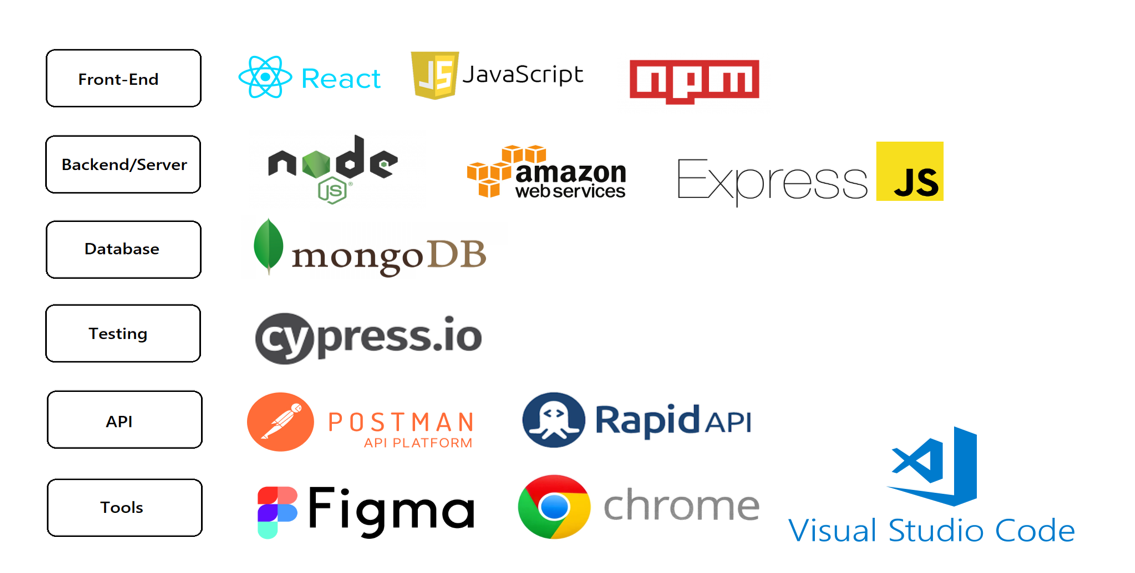 Front-End
React
JS JavaScript
npm
Backend/Server
node
JS®
amazon
web services
Express JS
Database
mongoDB
Testing
cypress.io
API
POSTMAN
API PLATFORM
Rapid API
Tools
Figma
chrome
Visual Studio Code